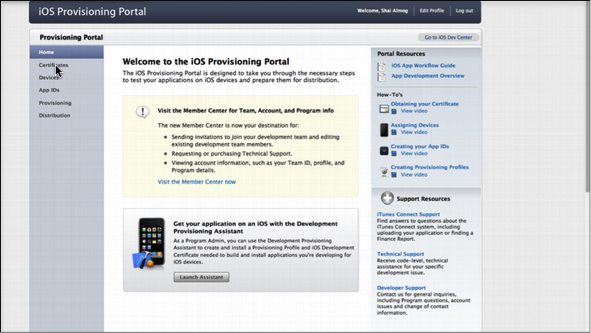 iOS Provisioning Portal
Welcome, Shai Almog
Edit Profile
Log out
Provisioning Portal
Go to iOS Dev Center
Home
Certificates
Devices
App IDs
Provisioning
Distribution
Welcome to the iOS Provisioning Portal
The iOS Provisioning Portal is designed to take you through the necessary steps
to test your applications on iOS devices and prepare them for distribution.
Visit the Member Center for Team, Account, and Program info
The new Member Center is now your destination for:
• Sending invitations to join your development team and editing
existing development team members.
• Requesting or purchasing Technical Support.
• Viewing account information, such as your Team ID, profile, and
Program details.
Visit the Member Center now
Get your application on an iOS with the Development
Provisioning Assistant
As a Program Admin, you can use the Development Provisioning
Assistant to create and install a Provisioning Profile and iOS Development
Certificate needed to build and install applications you're developing for
iOS devices.
Launch Assistant
Portal Resources
iOS App Workflow Guide
App Development Overview
How-To's
Obtaining your Certificate
View video
Assigning Devices
View video
Creating your App IDs
View video
Creating Provisioning Profiles
View video
Support Resources
iTunes Connect Support
Find answers to questions about the
iTunes Connect system, including
uploading your application or finding a
Finance Report.
Technical Support
Receive code-level, technical
assistance for your specific
development issue.
Developer Support
Contact us for general inquiries,
including Program questions, account
issues and change of contact
information.